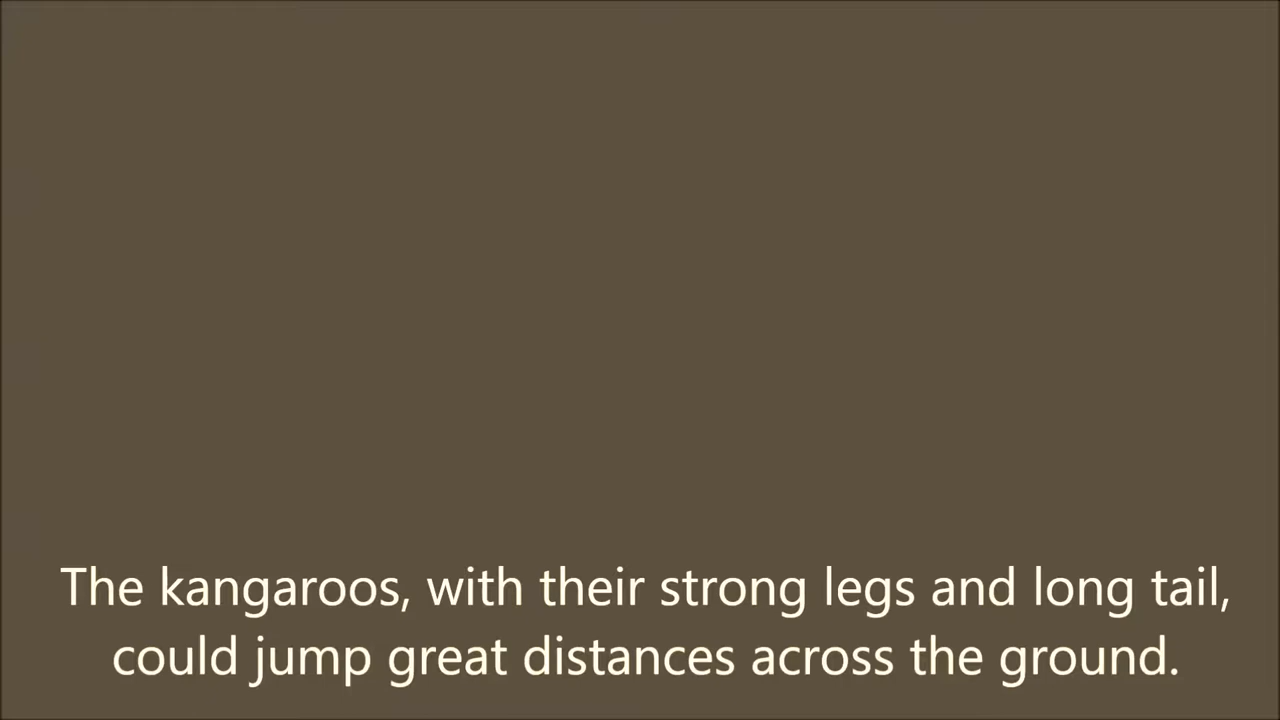 The kangaroos, with their strong legs and long tail,
could jump great distances across the ground.